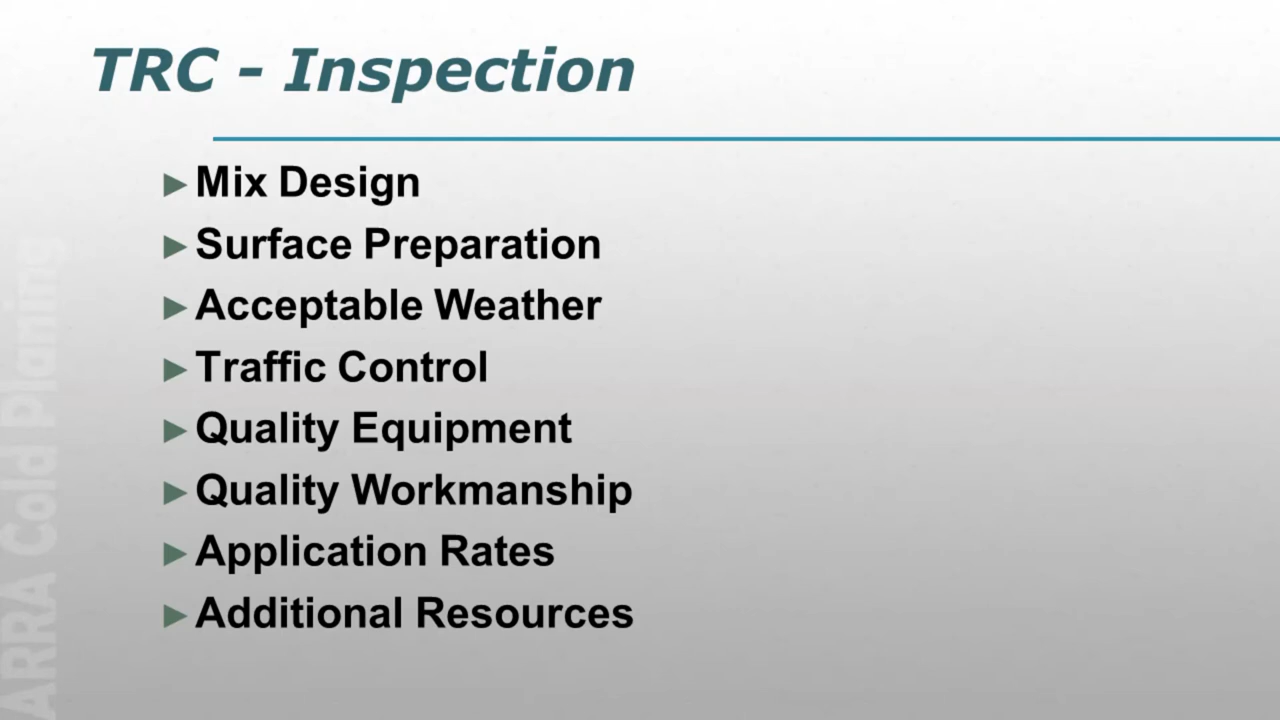 TRC - Inspection
►Mix Design
►Surface Preparation
►Acceptable Weather
►Traffic Control
►Quality Equipment
►Quality Workmanship
►Application Rates
►Additional Resources
ARRA Cold Planing